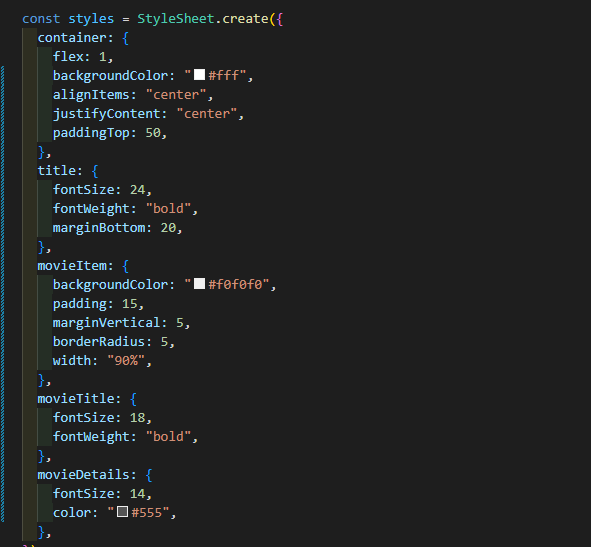 const styles = StyleSheet.create({
  container: {
    flex: 1,
    backgroundColor: "#fff",
    alignItems: "center",
    justifyContent: "center",
    paddingTop: 50,
  },
  title: {
    fontSize: 24,
    fontWeight: "bold",
    marginBottom: 20,
  },
  movieItem: {
    backgroundColor: "#f0f0f0",
    padding: 15,
    marginVertical: 5,
    borderRadius: 5,
    width: "90%",
  },
  movieTitle: {
    fontSize: 18,
    fontWeight: "bold",
  },
  movieDetails: {
    fontSize: 14,
    color: "#555",
  },
})